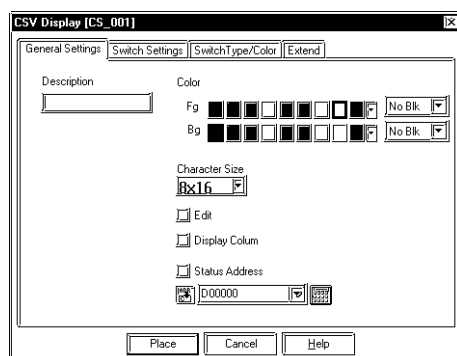 CSV Display [CS_001]
General Settings Switch Settings SwitchType/Color Extend
Description
Color
Fg No Blk
Bg No Blk
Character Size
8x16
Edit
Display Colum
Status Address
D00000
Place Cancel Help